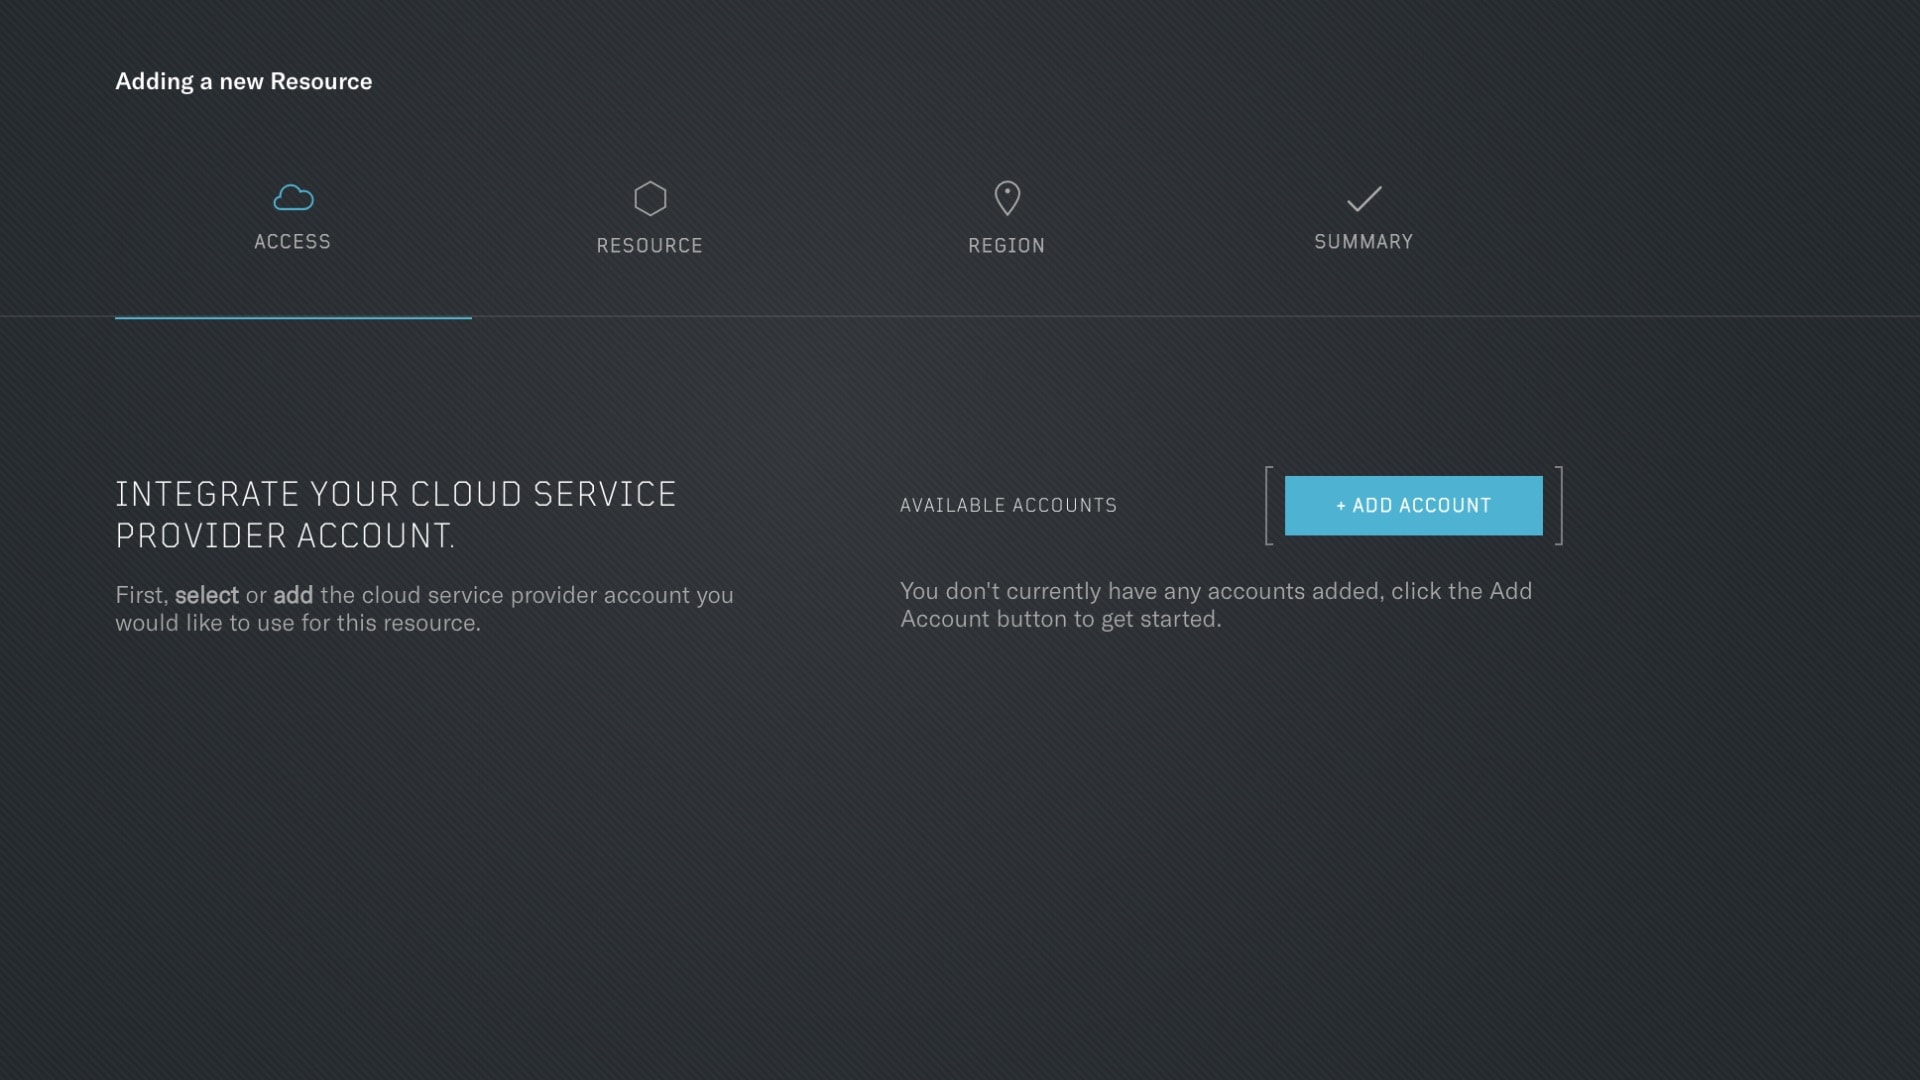 Adding a new Resource
ACCESS
RESOURCE
REGION
SUMMARY
INTEGRATE YOUR CLOUD SERVICE
PROVIDER ACCOUNT.
First, select or add the cloud service provider account you
would like to use for this resource.
AVAILABLE ACCOUNTS
+ ADD ACCOUNT
You don't currently have any accounts added, click the Add
Account button to get started.